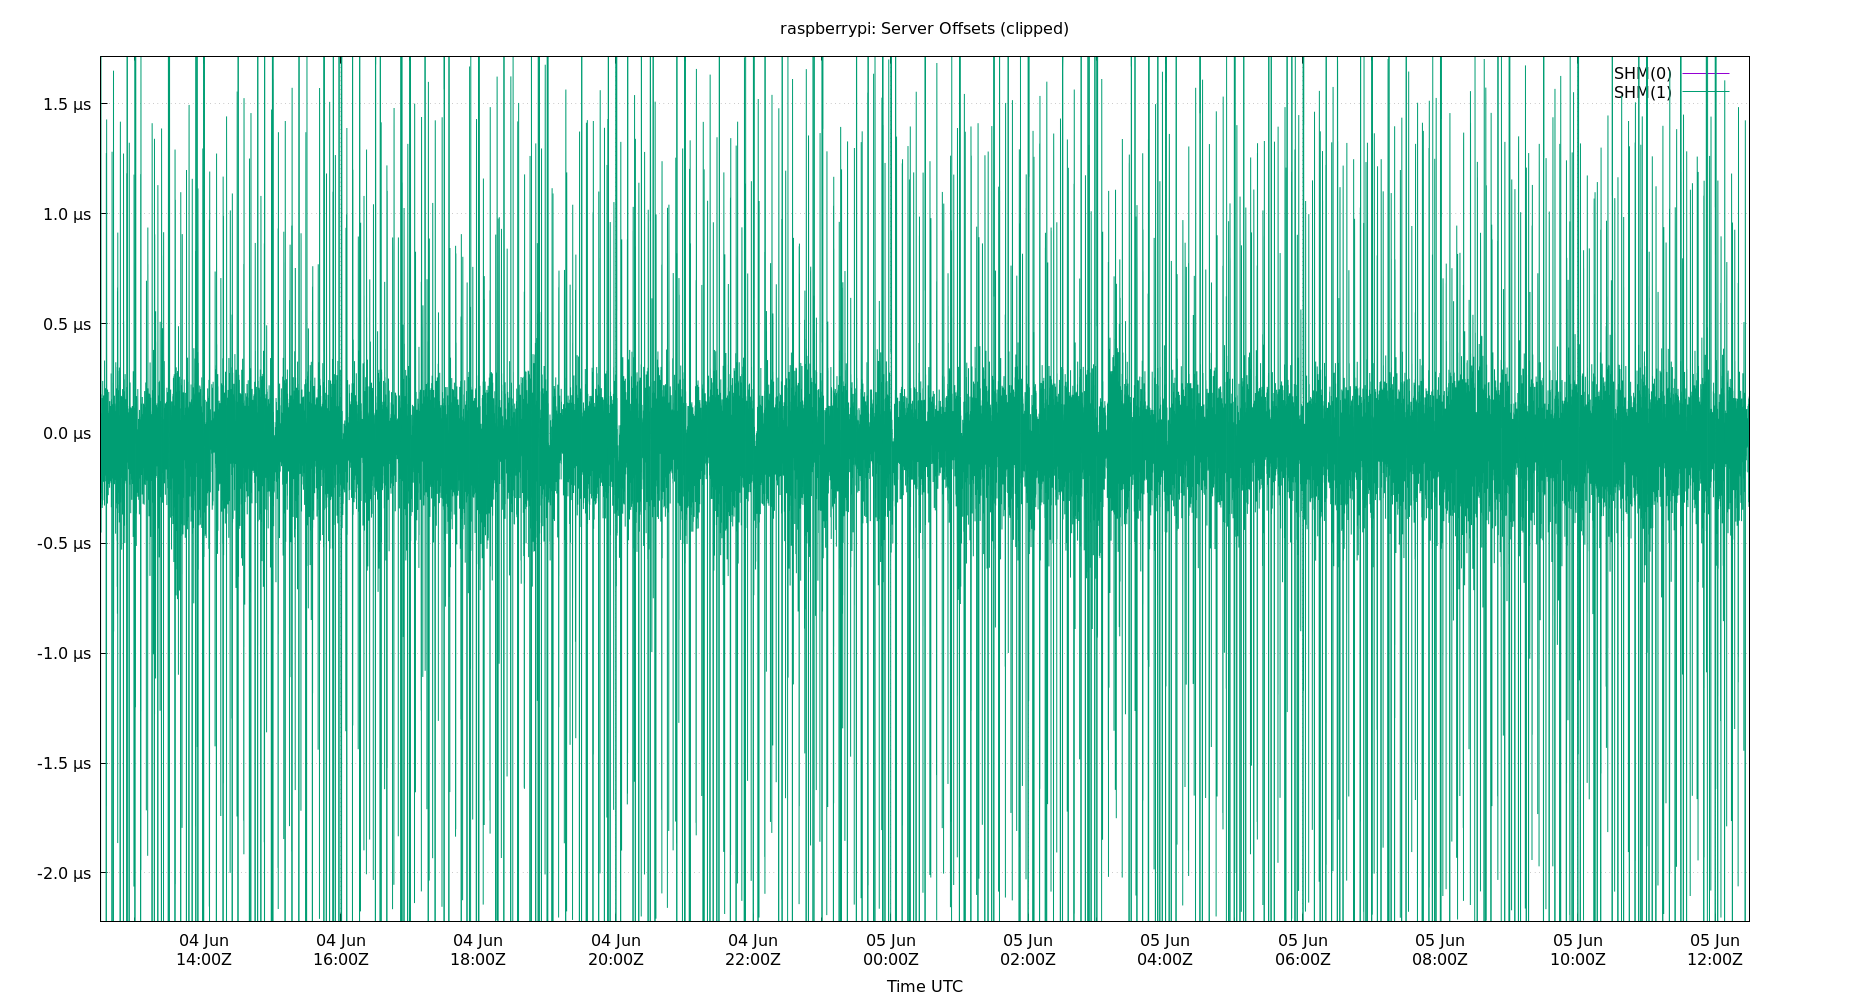 raspberrypi: Server Offsets (clipped)
SHM(0)
SHM(1)
1.5 µs
1.0 µs
0.5 µs
0.0 µs
-0.5 µs
-1.0 µs
-1.5 µs
-2.0 µs
04 Jun 04 Jun 04 Jun 04 Jun 04 Jun 05 Jun 05 Jun 05 Jun 05 Jun 05 Jun 05 Jun 05 Jun
14:00Z 16:00Z 18:00Z 20:00Z 22:00Z 00:00Z 02:00Z 04:00Z 06:00Z 08:00Z 10:00Z 12:00Z
Time UTC